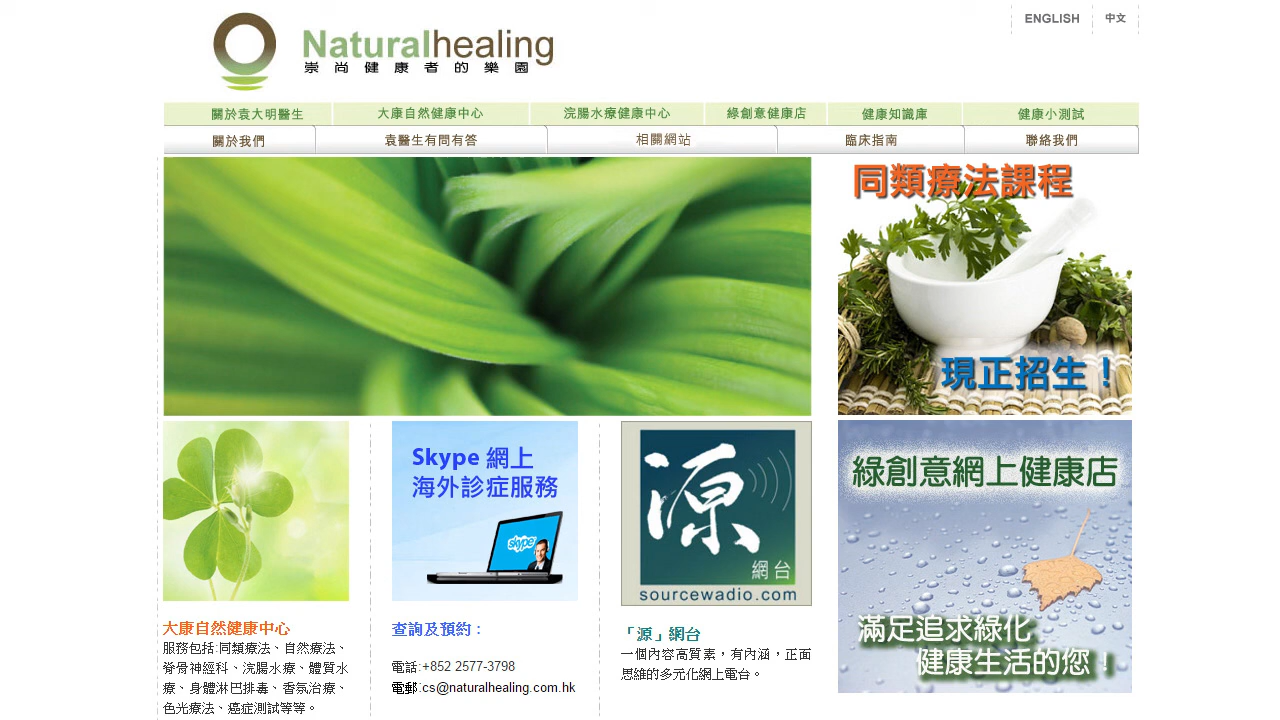 ENGLISH 中文
Naturalhealing
崇尚健康者的樂園
關於袁大明醫生 大康自然健康中心 浣腸水療健康中心 綠創意健康店 健康知識庫 健康小測試
關於我們 袁醫生有問有答 相關網站 臨床指南 聯絡我們
同類療法課程
現正招生！
Skype 網上
海外診症服務
skype
源
網台
sourcewadio.com
綠創意網上健康店
滿足追求綠化
健康生活的您！
大康自然健康中心
服務包括:同類療法、自然療法、
脊骨神經科、浣腸水療、體質水
療、身體淋巴排毒、香氛治療、
色光療法、癌症測試等等。
查詢及預約：
電話:+852 2577-3798
電郵:cs@naturalhealing.com.hk
「源」網台
一個內容高質素，有內涵，正面
思維的多元化網上電台。